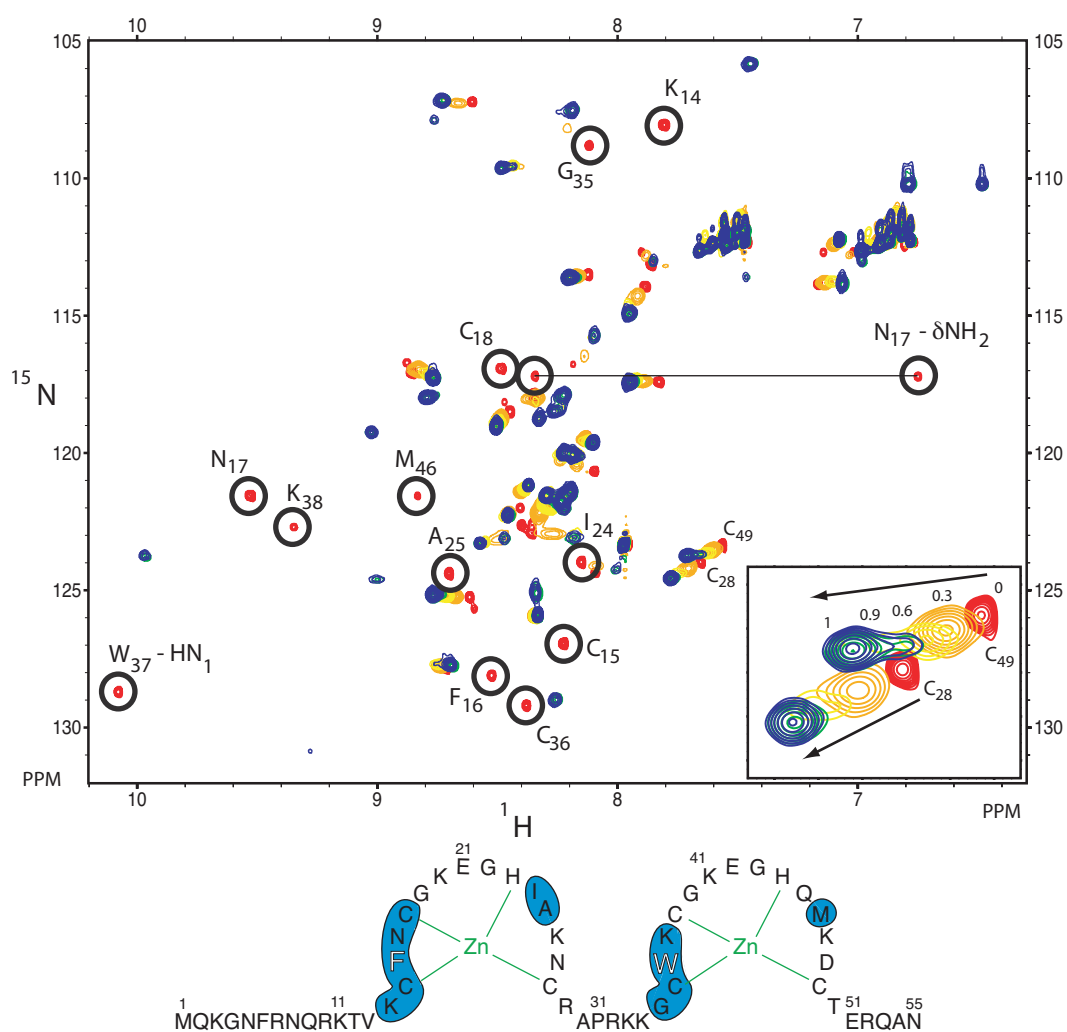 10 9 8 7
105 105
K14
G35
110 110
115 115
C18
N17 - δNH2
15N
120 120
N17
M46
K38
I24
A25
C49
C28
125 125
0
0.3
0.6
0.9
1
C15
W37 - HN1
C49
F16
C28
C36
130 130
PPM
10 9 8 7
1H
PPM
21
E
K G
G H
C I
N A
F Zn K
C N
K C
R
1 11
MQKGNFRNQRKTV
41
E
K G
G H
C Q
K M
W Zn K
C D
G C
T
31
APRKK
51 55
ERQAN